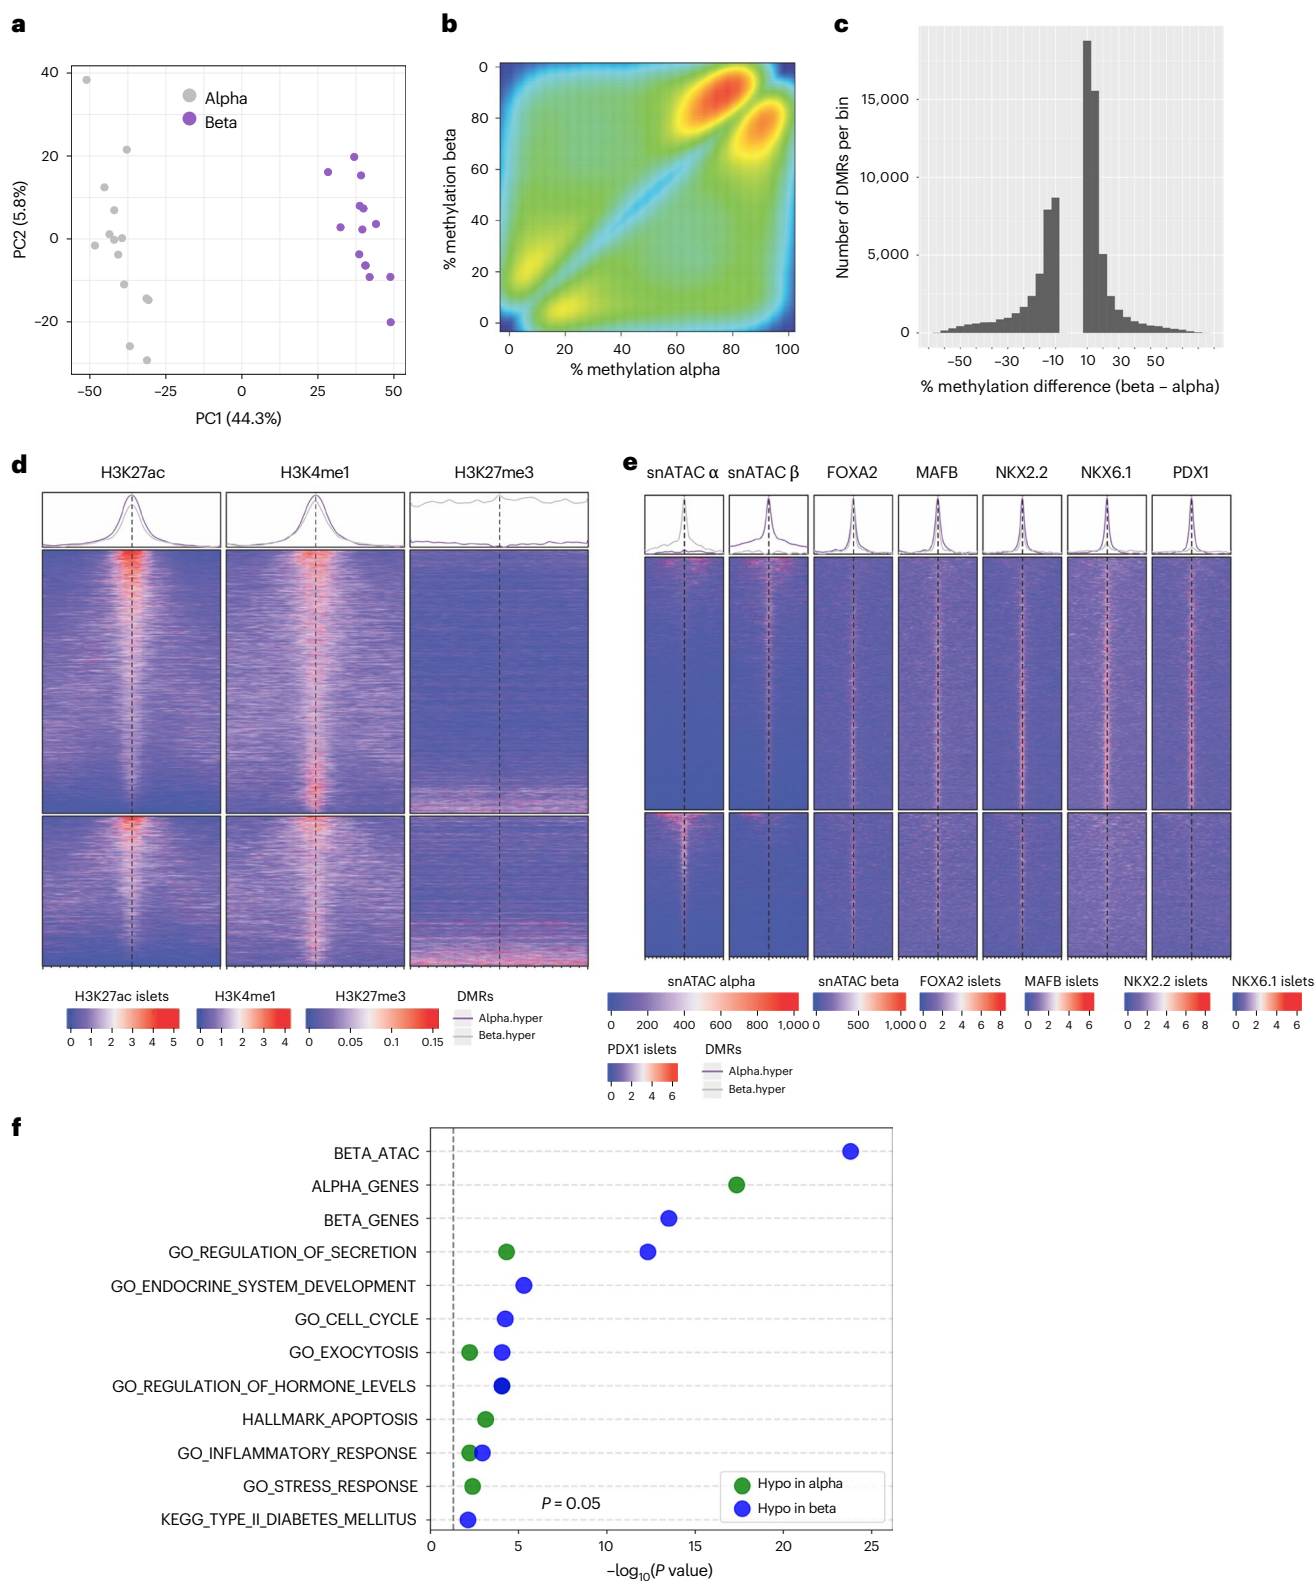 a
Alpha
Beta
40
20
0
−20
PC2 (5.8%)
−50
−25
0
25
50
PC1 (44.3%)
b
0
80
60
40
20
0
% methylation beta
0
20
40
60
80
100
% methylation alpha
c
15,000
10,000
5,000
0
Number of DMRs per bin
−50
−30
−10
10
30
50
% methylation difference (beta − alpha)
d
H3K27ac
H3K4me1
H3K27me3
H3K27ac islets
0 1 2 3 4 5
H3K4me1
0 1 2 3 4
H3K27me3
0 0.05 0.1 0.15
DMRs
Alpha.hyper
Beta.hyper
e
snATAC α
snATAC β
FOXA2
MAFB
NKX2.2
NKX6.1
PDX1
snATAC alpha
0 200 400 600 800 1,000
snATAC beta
0 500 1,000
FOXA2 islets
0 2 4 6 8
MAFB islets
0 2 4 6
NKX2.2 islets
0 2 4 6 8
NKX6.1 islets
0 2 4 6
PDX1 islets
0 2 4 6
DMRs
Alpha.hyper
Beta.hyper
f
BETA_ATAC
ALPHA_GENES
BETA_GENES
GO_REGULATION_OF_SECRETION
GO_ENDOCRINE_SYSTEM_DEVELOPMENT
GO_CELL_CYCLE
GO_EXOCYTOSIS
GO_REGULATION_OF_HORMONE_LEVELS
HALLMARK_APOPTOSIS
GO_INFLAMMATORY_RESPONSE
GO_STRESS_RESPONSE
KEGG_TYPE_II_DIABETES_MELLITUS
P = 0.05
Hypo in alpha
Hypo in beta
0
5
10
15
20
25
−log10(P value)